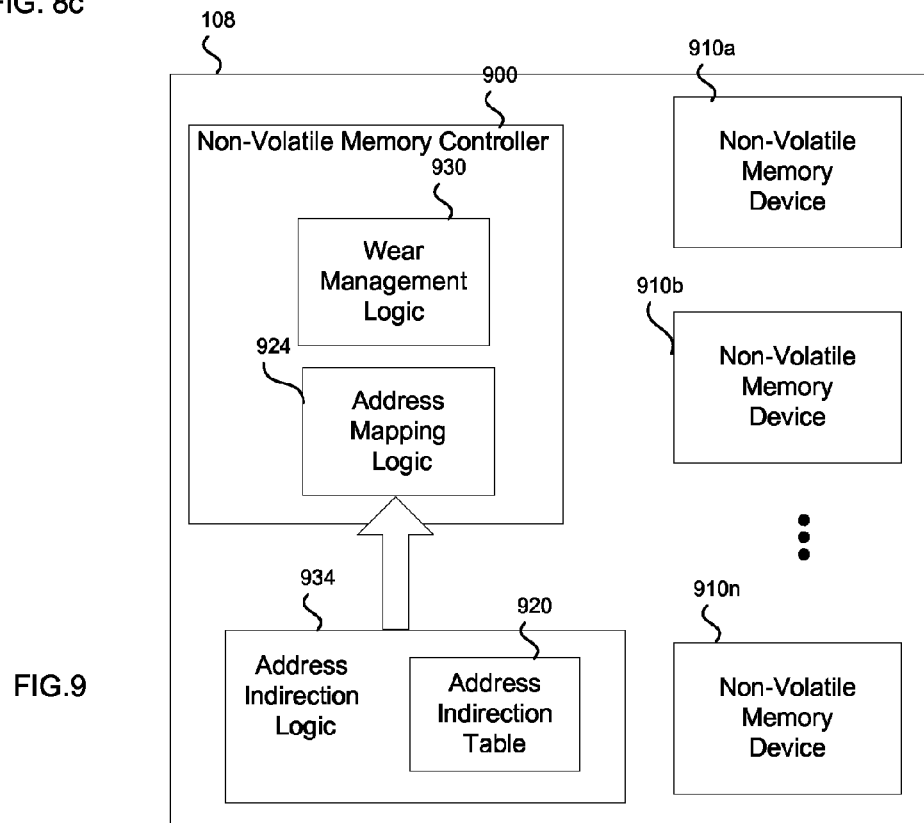 FIG. 8c
108
900
Non-Volatile Memory Controller
930
Wear
Management
Logic
924
Address
Mapping
Logic
934
Address
Indirection
Logic
920
Address
Indirection
Table
910a
Non-Volatile
Memory
Device
910b
Non-Volatile
Memory
Device
910n
Non-Volatile
Memory
Device
FIG.9